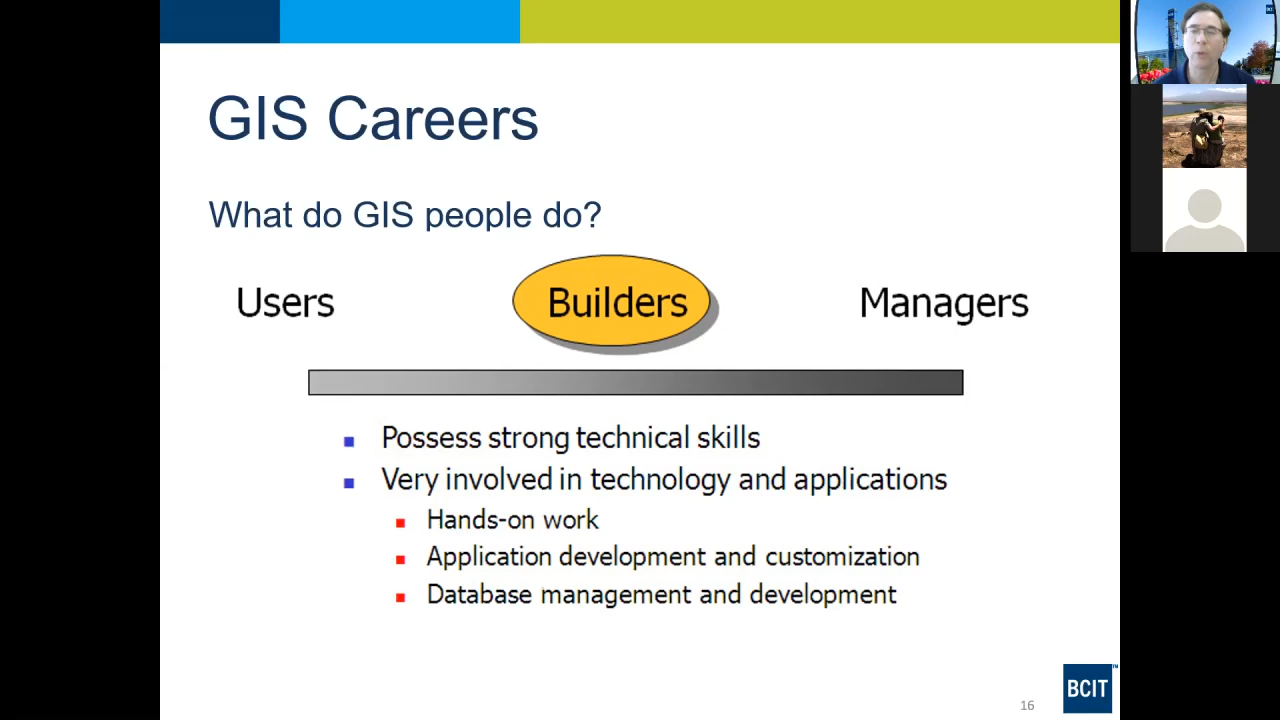 GIS Careers
What do GIS people do?
Users
Builders
Managers
Possess strong technical skills
Very involved in technology and applications
Hands-on work
Application development and customization
Database management and development
16
BCIT™
BCIT